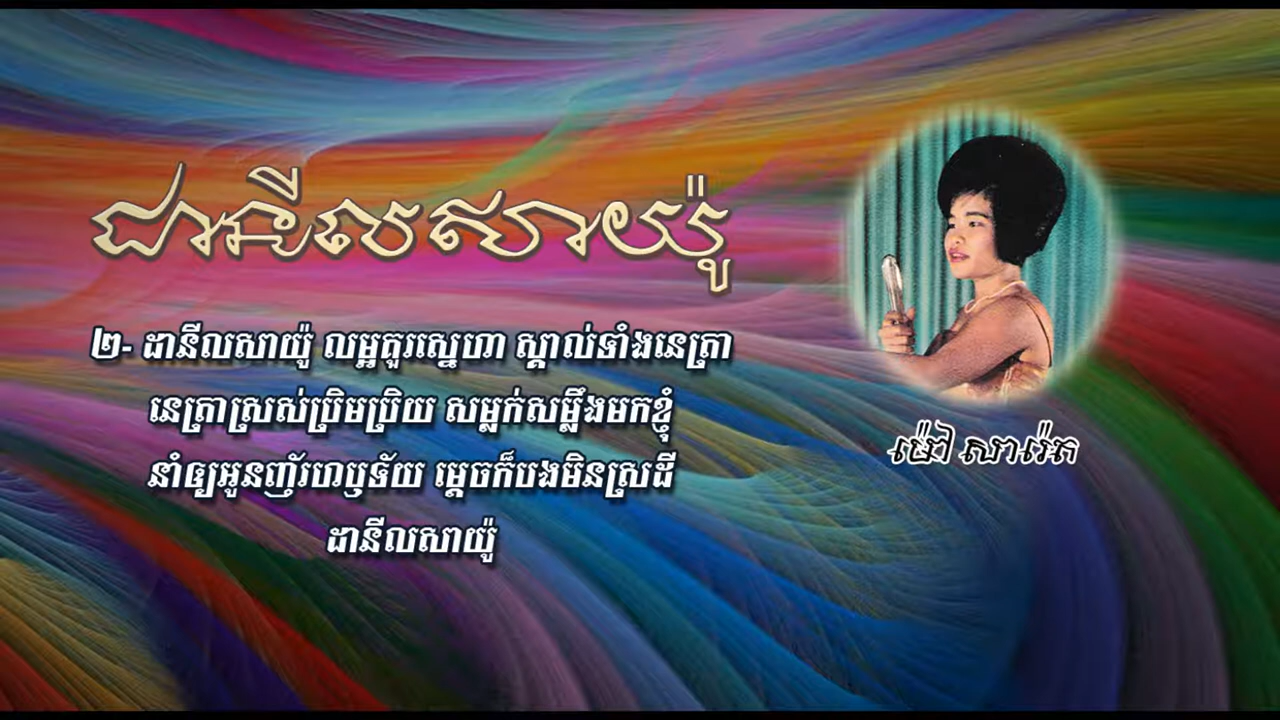 ដានីលសាយ៉ូ
២- ដានីលសាយ៉ូ លម្អតួរស្នេហា ស្គាល់ទាំងនេត្រា
នេត្រាស្រស់ប្រិមប្រិយ សម្លក់សម្លឹងមកខ្ញុំ
នាំឲ្យអូនញ័រហឫទ័យ ម្ដេចក៏បងមិនស្រដី
ដានីលសាយ៉ូ
ម៉ៅ សារ៉េត